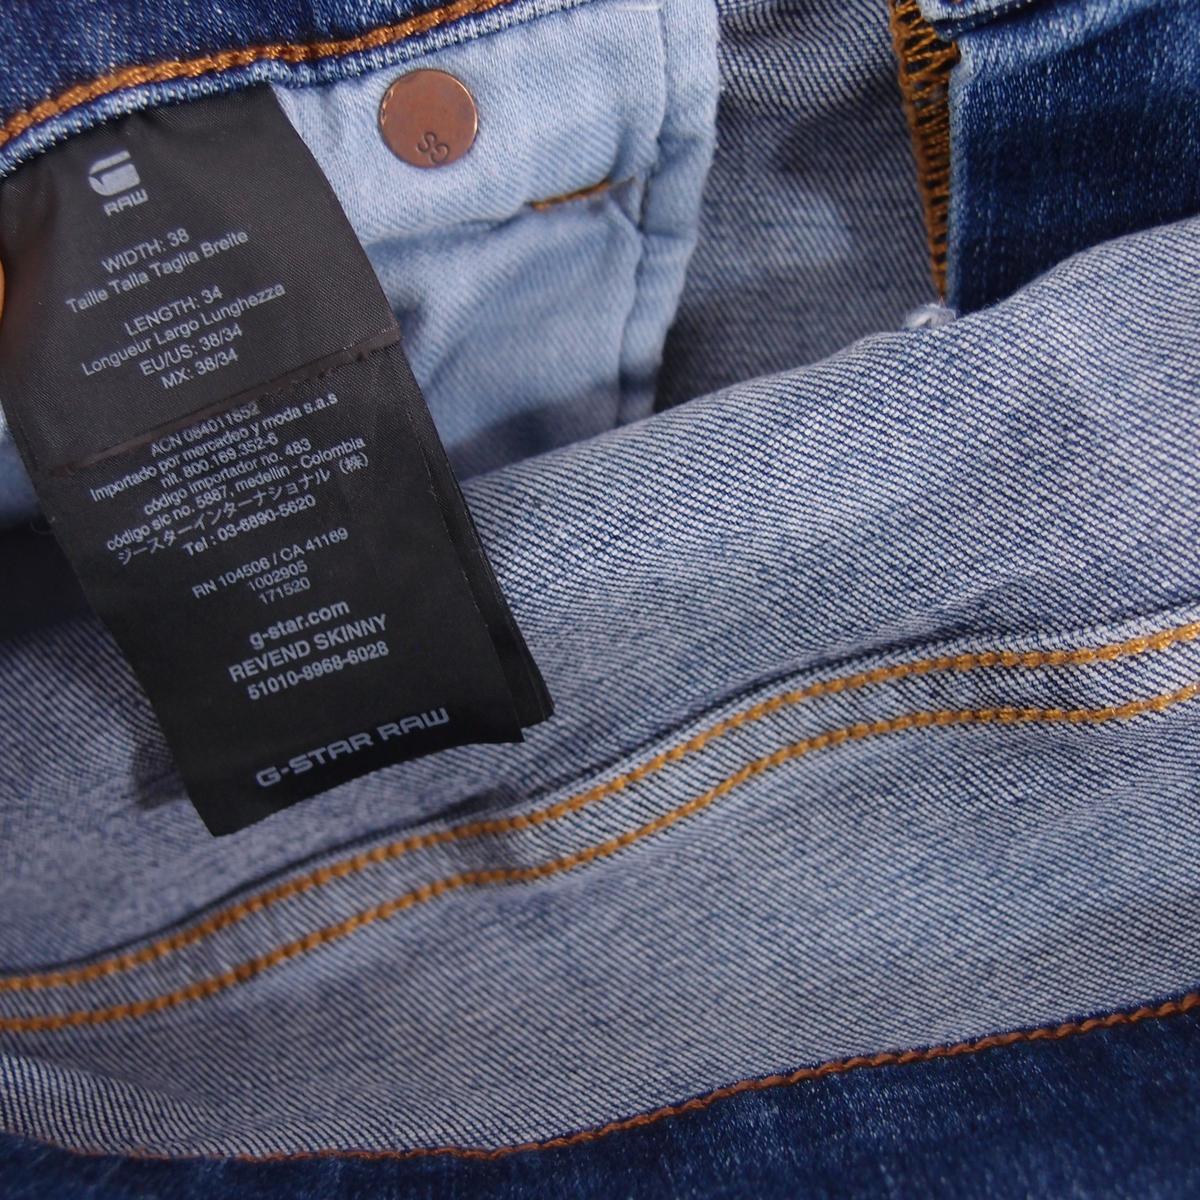 RAW
WIDTH: 38
Taille Talla Taglia Breite
LENGTH: 34
Longueur Largo Lunghezza
EU/US: 38/34
MX: 38/34
ACN 084011652
Importado por mercadeo y moda s.a.s
nit. 800.169.352-6
código importador no. 483
código sic no. 5887, medellin - Colombia
ジースターインターナショナル（株）
Tel : 03-6890-5620
RN 104506 / CA 41169
1002905
171520
g-star.com
REVEND SKINNY
51010-8968-6028
G-STAR RAW
GS